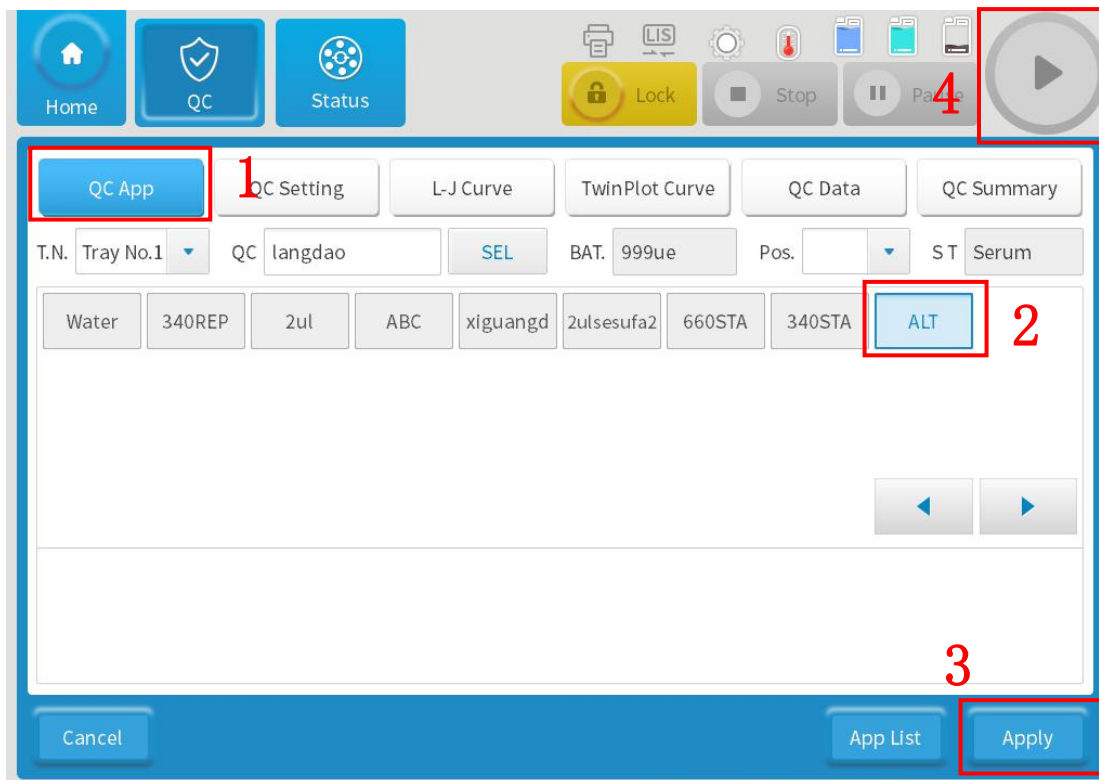 LIS
4
Home
QC
Status
Lock
Stop
Pause
1
QC App
QC Setting
L-J Curve
TwinPlot Curve
QC Data
QC Summary
T.N. Tray No.1 QC langdao SEL BAT. 999ue Pos. S T Serum
Water 340REP 2ul ABC xiguangd 2ulsesufa2 660STA 340STA ALT 2
3
Cancel App List Apply